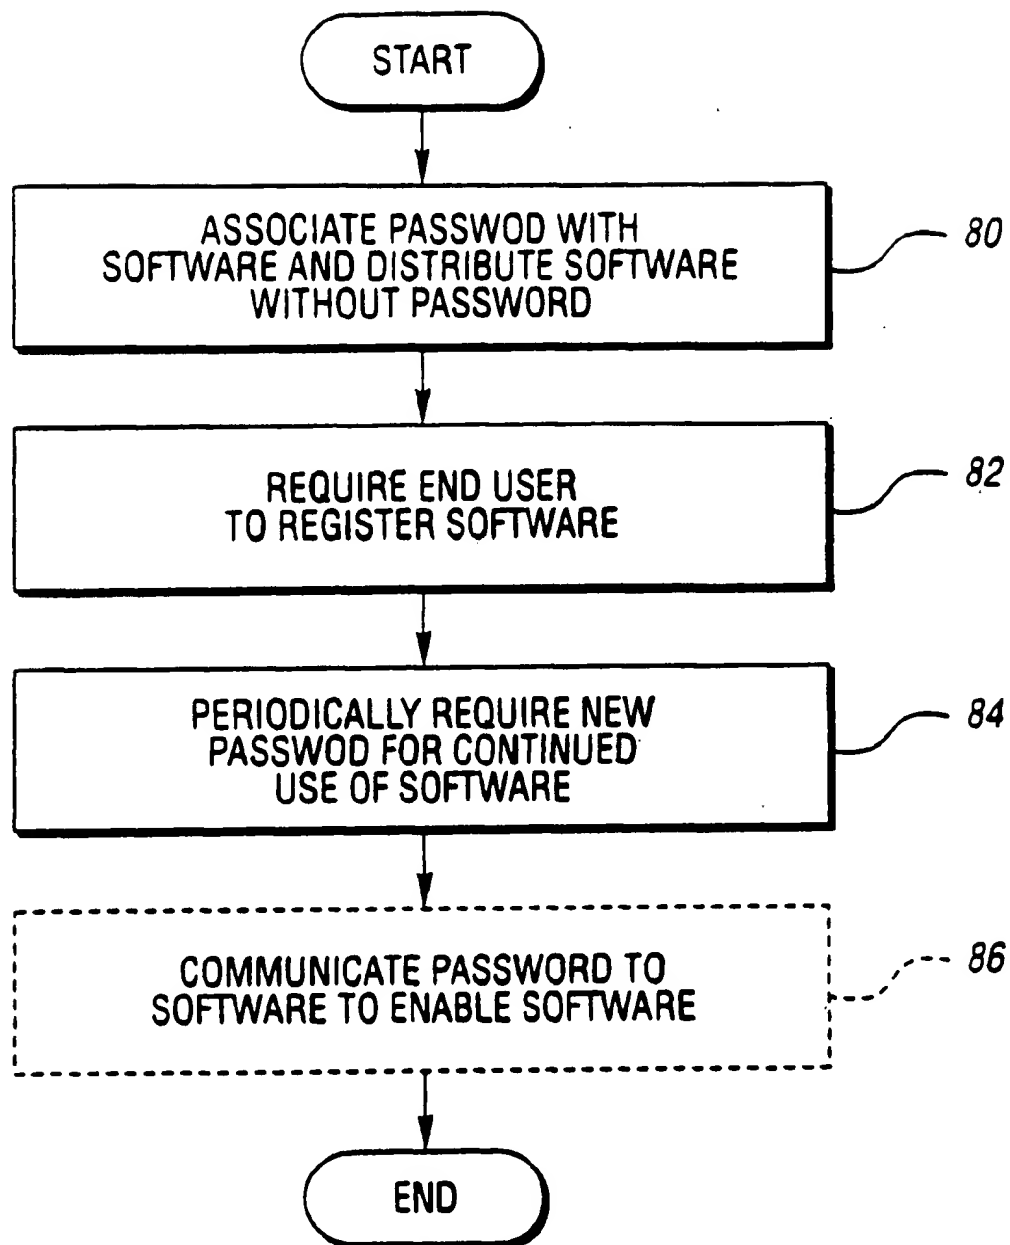 START
ASSOCIATE PASSWOD WITH
SOFTWARE AND DISTRIBUTE SOFTWARE
WITHOUT PASSWORD
80
REQUIRE END USER
TO REGISTER SOFTWARE
82
PERIODICALLY REQUIRE NEW
PASSWOD FOR CONTINUED
USE OF SOFTWARE
84
COMMUNICATE PASSWORD TO
SOFTWARE TO ENABLE SOFTWARE
86
END